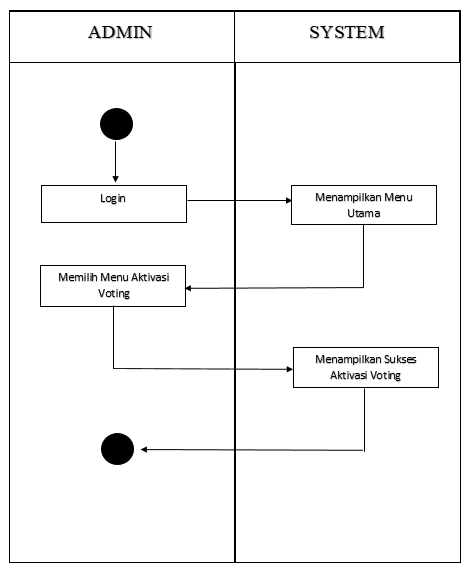 ADMIN
SYSTEM
Login
Menampilkan Menu
Utama
Memilih Menu Aktivasi
Voting
Menampilkan Sukses
Aktivasi Voting